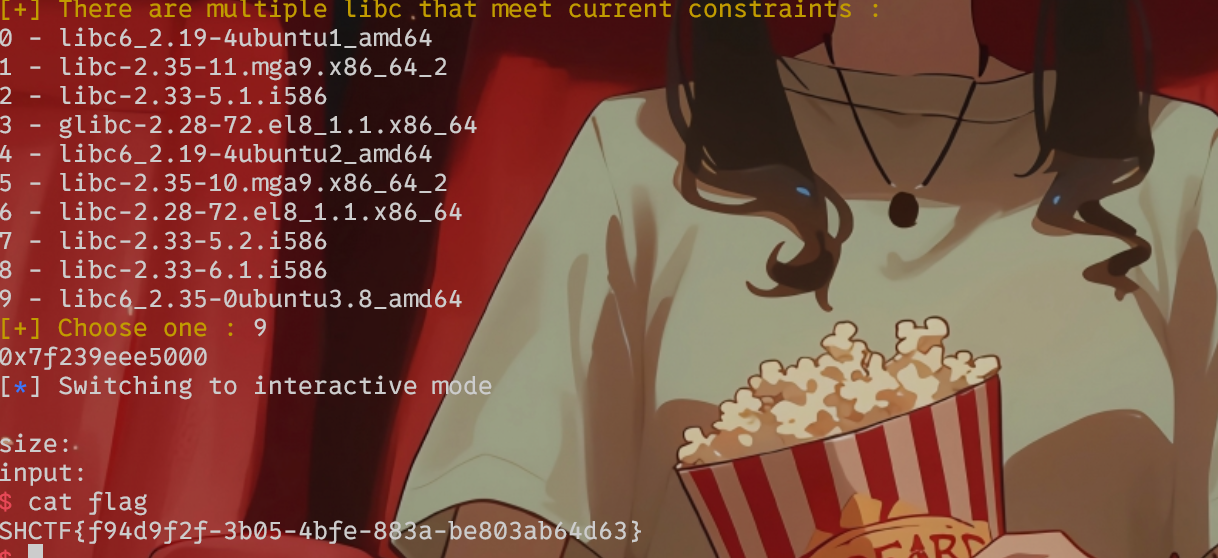 [+] There are multiple libc that meet current constraints :
0 - libc6_2.19-4ubuntu1_amd64
1 - libc-2.35-11.mga9.x86_64_2
2 - libc-2.33-5.1.i586
3 - glibc-2.28-72.el8_1.1.x86_64
4 - libc6_2.19-4ubuntu2_amd64
5 - libc-2.35-10.mga9.x86_64_2
6 - libc-2.28-72.el8_1.1.x86_64
7 - libc-2.33-5.2.i586
8 - libc-2.33-6.1.i586
9 - libc6_2.35-0ubuntu3.8_amd64
[+] Choose one : 9
0x7f239eee5000
[*] Switching to interactive mode
size:
input:
$ cat flag
SHCTF{f94d9f2f-3b05-4bfe-883a-be803ab64d63}
$